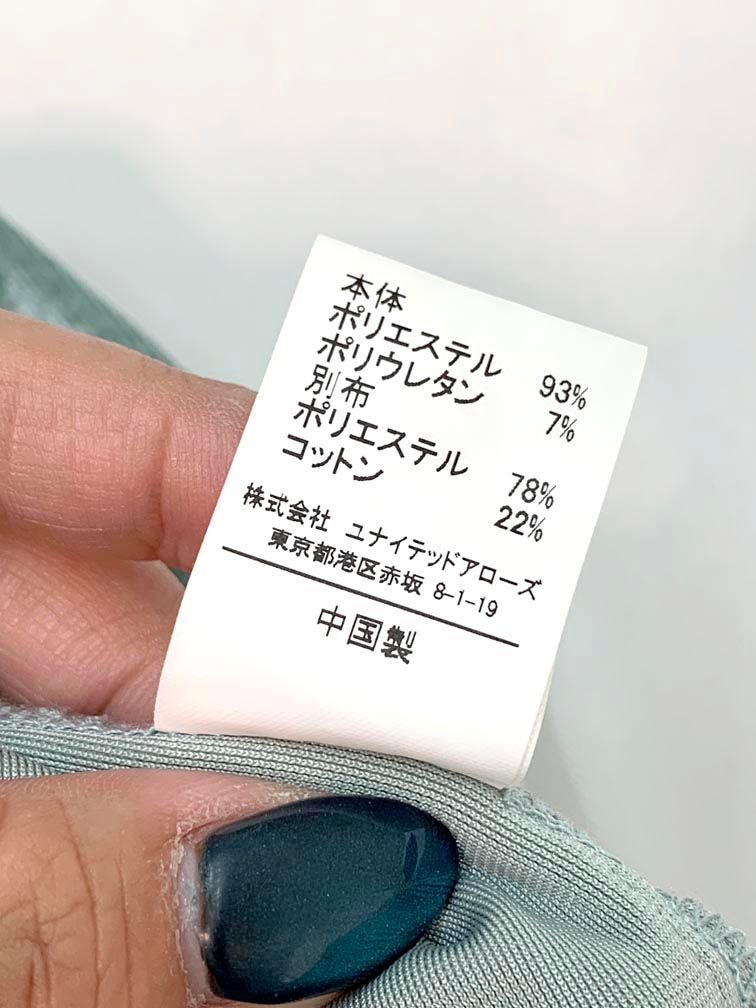 本体
ポリエステル 93%
ポリウレタン 7%
別布
ポリエステル 78%
コットン 22%
株式会社 ユナイテッドアローズ
東京都港区赤坂 8-1-19
中国製